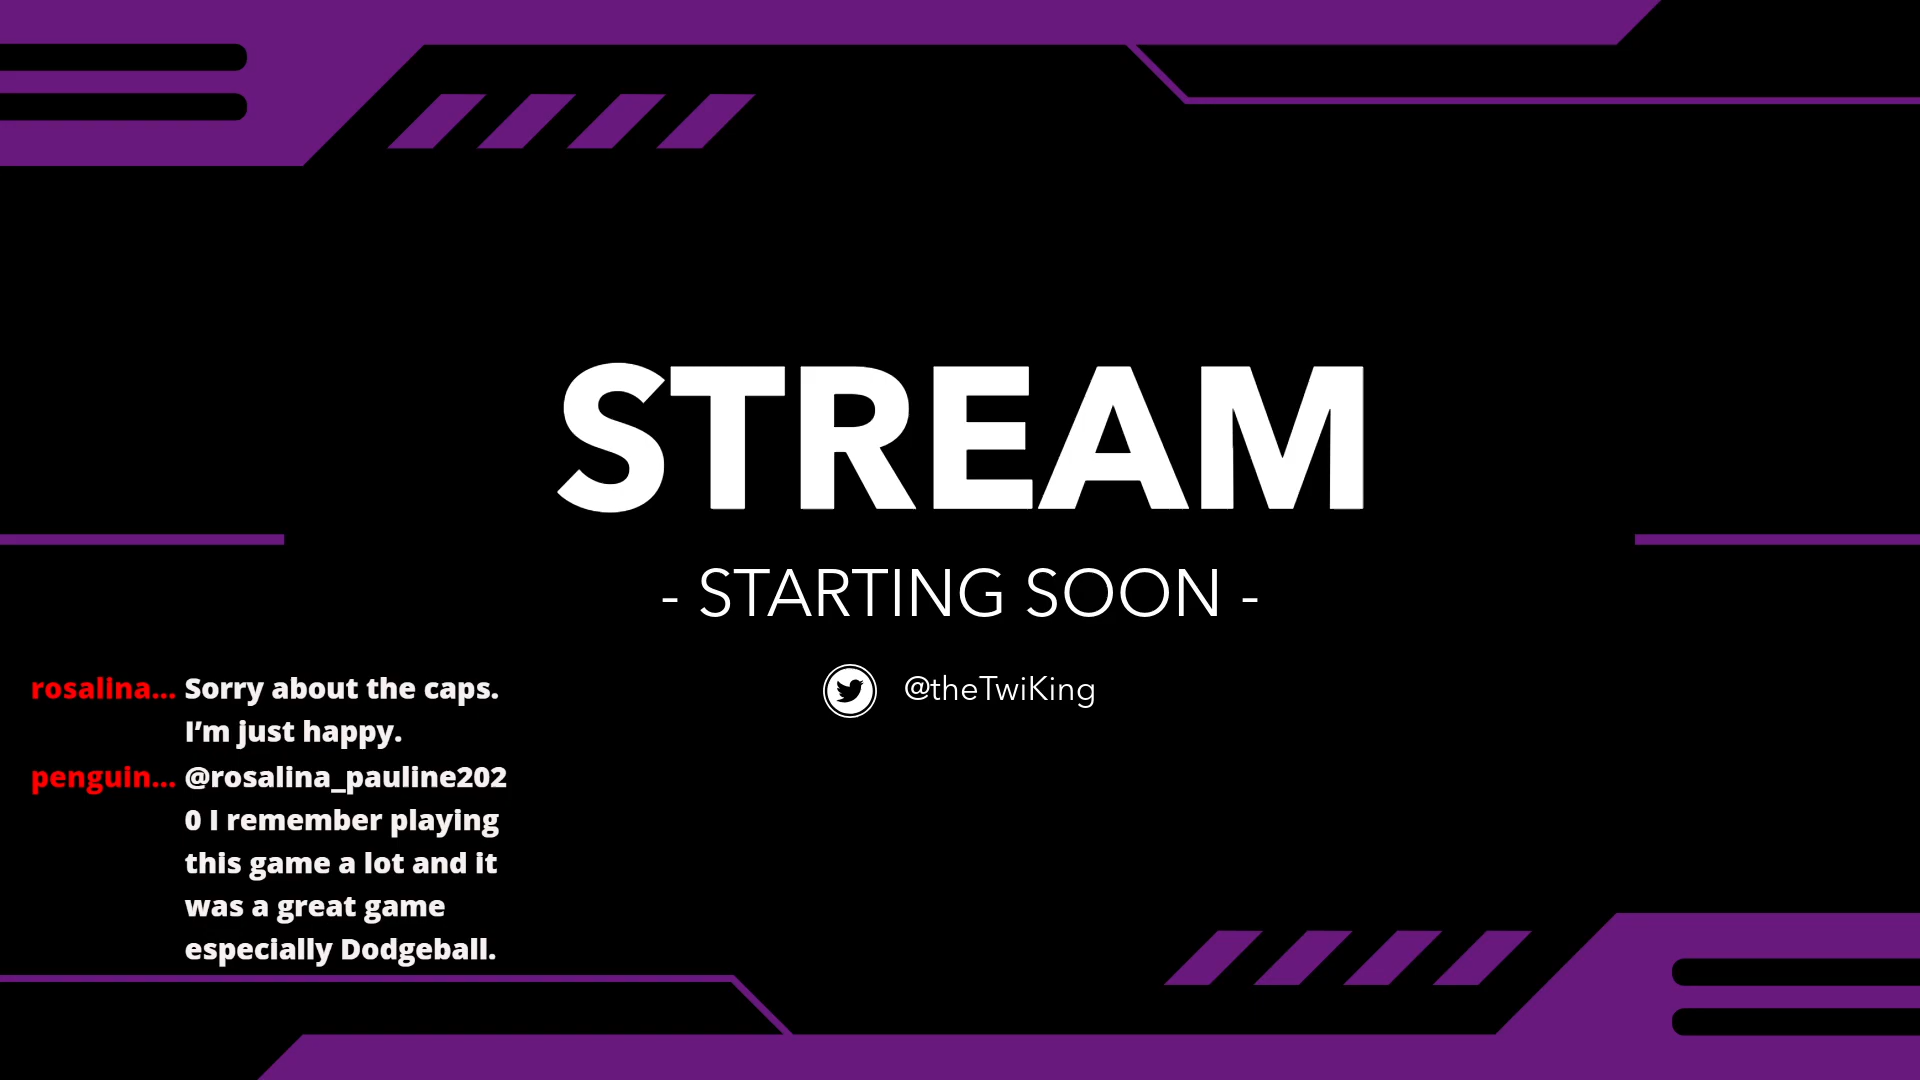 STREAM
- STARTING SOON -
@theTwiKing
rosalina... Sorry about the caps.
I'm just happy.
penguin... @rosalina_pauline202
0 I remember playing
this game a lot and it
was a great game
especially Dodgeball.